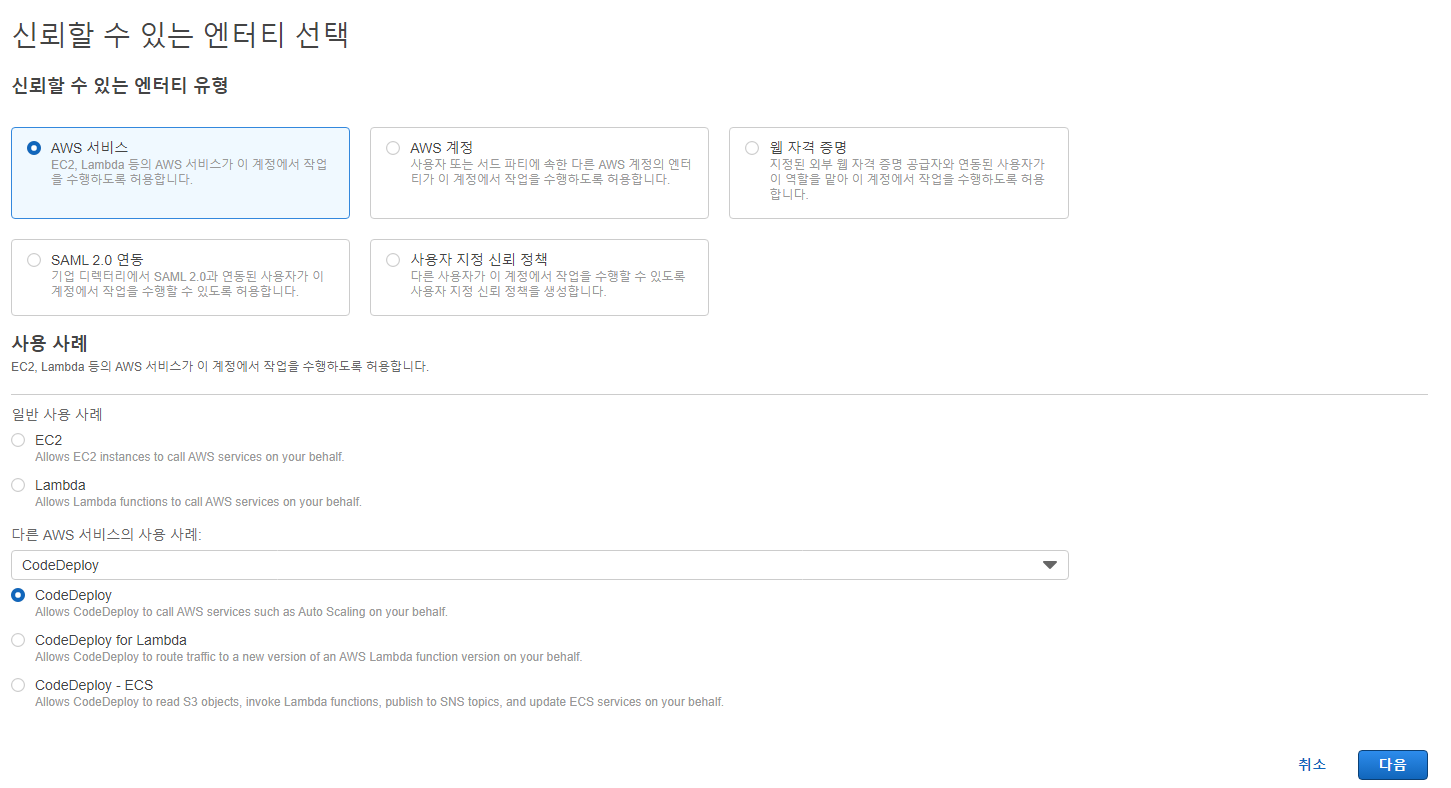 신뢰할 수 있는 엔터티 선택
신뢰할 수 있는 엔터티 유형
AWS 서비스
EC2, Lambda 등의 AWS 서비스가 이 계정에서 작업
을 수행하도록 허용합니다.
AWS 계정
사용자 또는 서드 파티에 속한 다른 AWS 계정의 엔터
티가 이 계정에서 작업을 수행하도록 허용합니다.
웹 자격 증명
지정된 외부 웹 자격 증명 공급자와 연동된 사용자가
이 역할을 맡아 이 계정에서 작업을 수행하도록 허용
합니다.
SAML 2.0 연동
기업 디렉터리에서 SAML 2.0과 연동된 사용자가 이
계정에서 작업을 수행할 수 있도록 허용합니다.
사용자 지정 신뢰 정책
다른 사용자가 이 계정에서 작업을 수행할 수 있도록
사용자 지정 신뢰 정책을 생성합니다.
사용 사례
EC2, Lambda 등의 AWS 서비스가 이 계정에서 작업을 수행하도록 허용합니다.
일반 사용 사례
EC2
Allows EC2 instances to call AWS services on your behalf.
Lambda
Allows Lambda functions to call AWS services on your behalf.
다른 AWS 서비스의 사용 사례:
CodeDeploy
CodeDeploy
Allows CodeDeploy to call AWS services such as Auto Scaling on your behalf.
CodeDeploy for Lambda
Allows CodeDeploy to route traffic to a new version of an AWS Lambda function version on your behalf.
CodeDeploy - ECS
Allows CodeDeploy to read S3 objects, invoke Lambda functions, publish to SNS topics, and update ECS services on your behalf.
취소
다음